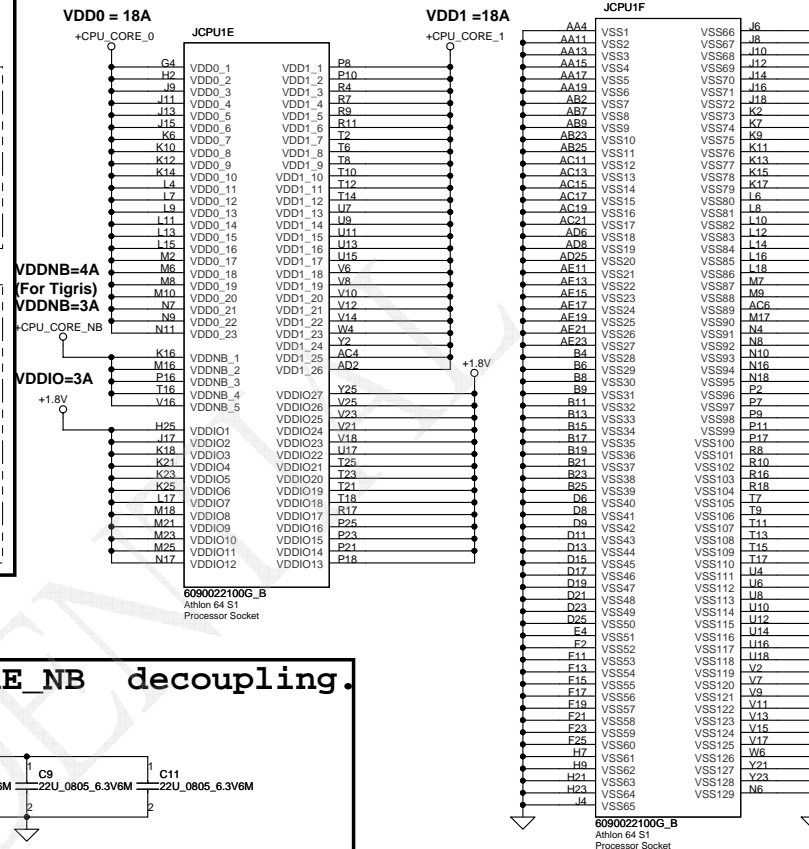 VDD0 = 18A
+CPU_CORE_0
JCPU1E
VDD1 =18A
+CPU_CORE_1
G4 VDD0_1 VDD1_1 P8
H2 VDD0_2 VDD1_2 P10
J9 VDD0_3 VDD1_3 R4
J11 VDD0_4 VDD1_4 R7
J13 VDD0_5 VDD1_5 R9
J15 VDD0_6 VDD1_6 R11
K6 VDD0_7 VDD1_7 T2
K10 VDD0_8 VDD1_8 T6
K12 VDD0_9 VDD1_9 T8
K14 VDD0_10 VDD1_10 T10
L4 VDD0_11 VDD1_11 T12
L7 VDD0_12 VDD1_12 T14
L9 VDD0_13 VDD1_13 U7
L11 VDD0_14 VDD1_14 U9
L13 VDD0_15 VDD1_15 U11
L15 VDD0_16 VDD1_16 U13
M2 VDD0_17 VDD1_17 U15
M6 VDD0_18 VDD1_18 V6
M8 VDD0_19 VDD1_19 V8
M10 VDD0_20 VDD1_20 V10
N7 VDD0_21 VDD1_21 V12
N9 VDD0_22 VDD1_22 V14
N11 VDD0_23 VDD1_23 W4
VDD1_24 Y2
VDD1_25 AC4
VDD1_26 AD2
VDDNB=4A
(For Tigris)
VDDNB=3A
+CPU_CORE_NB
K16 VDDNB_1
M16 VDDNB_2
P16 VDDNB_3
T16 VDDNB_4
V16 VDDNB_5
VDDIO=3A
+1.8V
+1.8V
VDDIO27 Y25
VDDIO26 V25
VDDIO25 V23
H25 VDDIO1 VDDIO24 V21
J17 VDDIO2 VDDIO23 V18
K18 VDDIO3 VDDIO22 U17
K21 VDDIO4 VDDIO21 T25
K23 VDDIO5 VDDIO20 T23
K25 VDDIO6 VDDIO19 T21
L17 VDDIO7 VDDIO18 T18
M18 VDDIO8 VDDIO17 R17
M21 VDDIO9 VDDIO16 P25
M23 VDDIO10 VDDIO15 P23
M25 VDDIO11 VDDIO14 P21
N17 VDDIO12 VDDIO13 P18
6090022100G_B
Athlon 64 S1
Processor Socket
JCPU1F
AA4 VSS1 VSS66 J6
AA11 VSS2 VSS67 J8
AA13 VSS3 VSS68 J10
AA15 VSS4 VSS69 J12
AA17 VSS5 VSS70 J14
AA19 VSS6 VSS71 J16
AB2 VSS7 VSS72 J18
AB7 VSS8 VSS73 K2
AB9 VSS9 VSS74 K7
AB23 VSS10 VSS75 K9
AB25 VSS11 VSS76 K11
AC11 VSS12 VSS77 K13
AC13 VSS13 VSS78 K15
AC15 VSS14 VSS79 K17
AC17 VSS15 VSS80 L6
AC19 VSS16 VSS81 L8
AC21 VSS17 VSS82 L10
AD6 VSS18 VSS83 L12
AD8 VSS19 VSS84 L14
AD25 VSS20 VSS85 L16
AE11 VSS21 VSS86 L18
AE13 VSS22 VSS87 M7
AE15 VSS23 VSS88 M9
AE17 VSS24 VSS89 AC6
AE19 VSS25 VSS90 M17
AE21 VSS26 VSS91 N4
AE23 VSS27 VSS92 N8
B4 VSS28 VSS93 N10
B6 VSS29 VSS94 N16
B8 VSS30 VSS95 N18
B9 VSS31 VSS96 P2
B11 VSS32 VSS97 P7
B13 VSS33 VSS98 P9
B15 VSS34 VSS99 P11
B17 VSS35 VSS100 P17
B19 VSS36 VSS101 R8
B21 VSS37 VSS102 R10
B23 VSS38 VSS103 R16
B25 VSS39 VSS104 R18
D6 VSS40 VSS105 T7
D8 VSS41 VSS106 T9
D9 VSS42 VSS107 T11
D11 VSS43 VSS108 T13
D13 VSS44 VSS109 T15
D15 VSS45 VSS110 T17
D17 VSS46 VSS111 U4
D19 VSS47 VSS112 U6
D21 VSS48 VSS113 U8
D23 VSS49 VSS114 U10
D25 VSS50 VSS115 U12
E4 VSS51 VSS116 U14
F2 VSS52 VSS117 U16
F11 VSS53 VSS118 U18
F13 VSS54 VSS119 V2
F15 VSS55 VSS120 V7
F17 VSS56 VSS121 V9
F19 VSS57 VSS122 V11
F21 VSS58 VSS123 V13
F23 VSS59 VSS124 V15
F25 VSS60 VSS125 V17
H7 VSS61 VSS126 W6
H9 VSS62 VSS127 Y21
H21 VSS63 VSS128 Y23
H23 VSS64 VSS129 N6
J4 VSS65
6090022100G_B
Athlon 64 S1
Processor Socket
E_NB decoupling.
6M
1 C9
22U_0805_6.3V6M
2
1 C11
22U_0805_6.3V6M
2